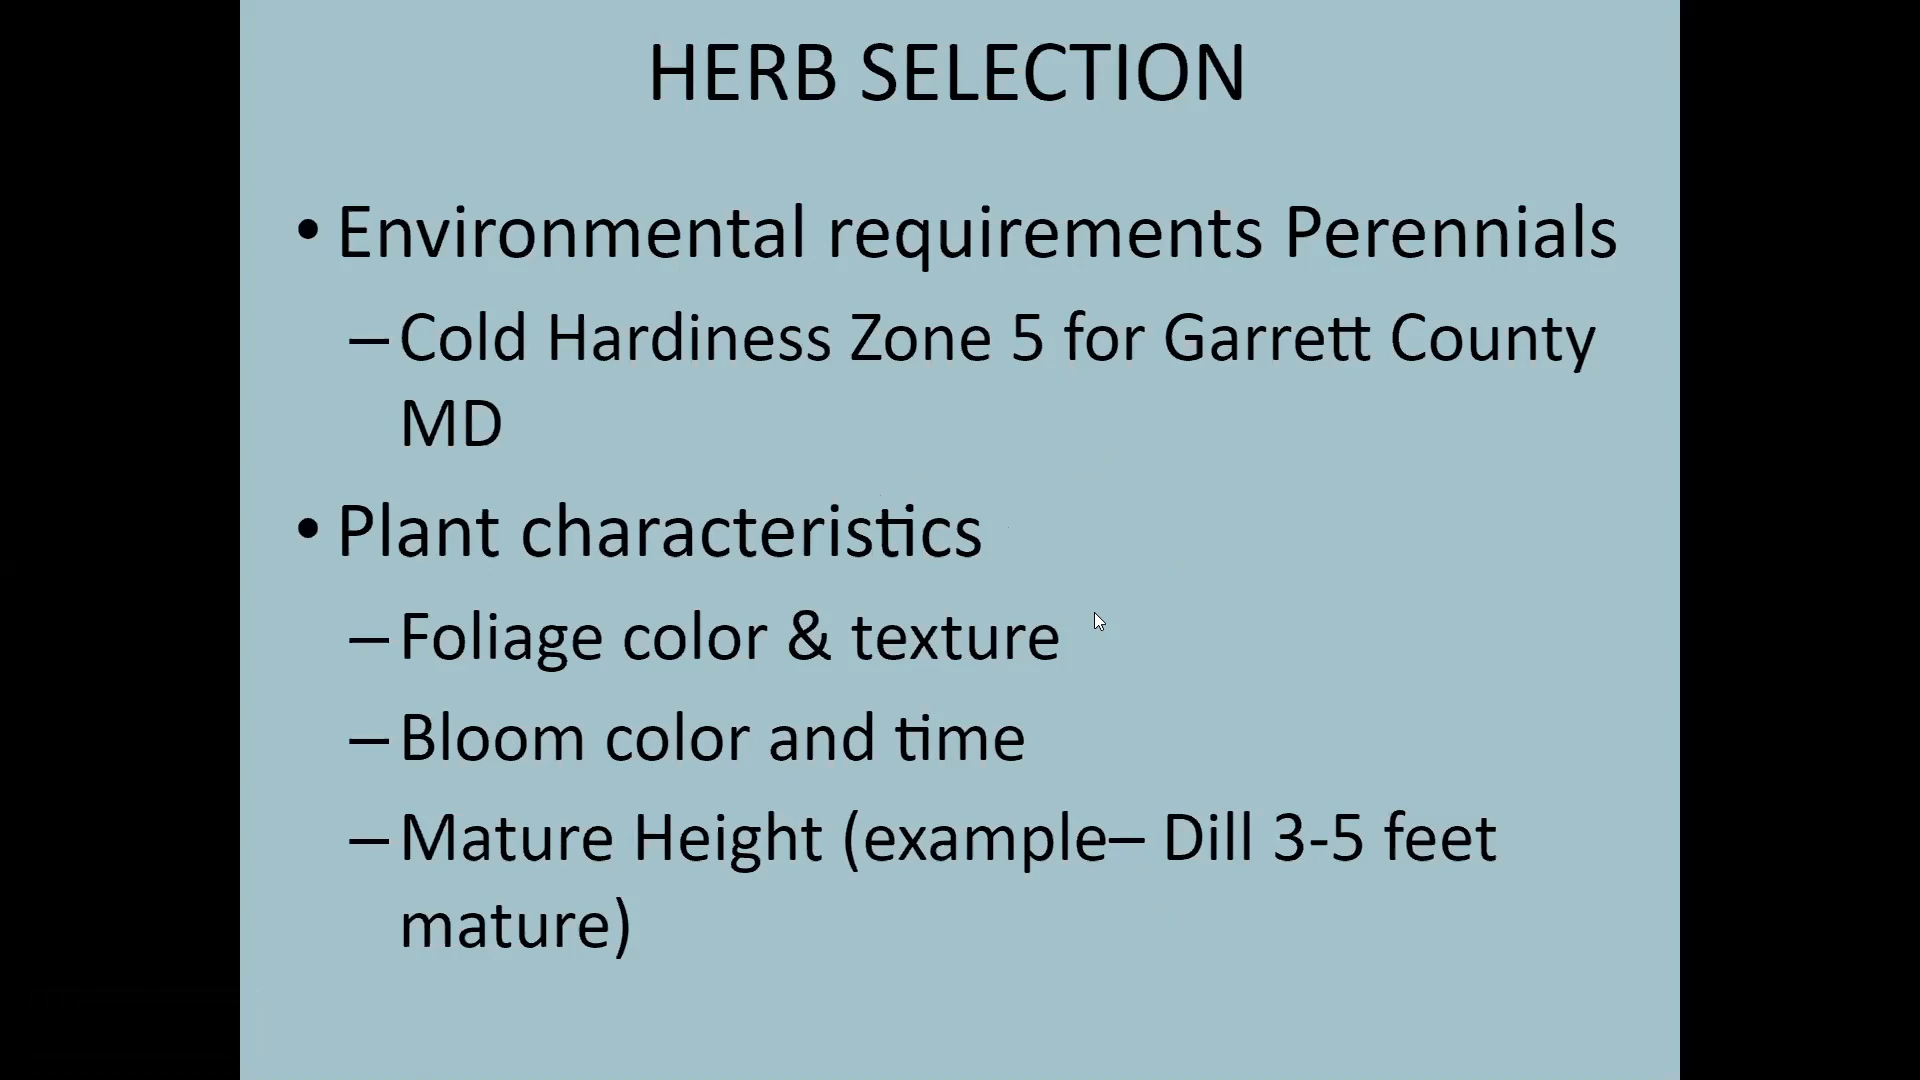 HERB SELECTION
• Environmental requirements Perennials
– Cold Hardiness Zone 5 for Garrett County
MD
• Plant characteristics
– Foliage color & texture
– Bloom color and time
– Mature Height (example– Dill 3-5 feet
mature)